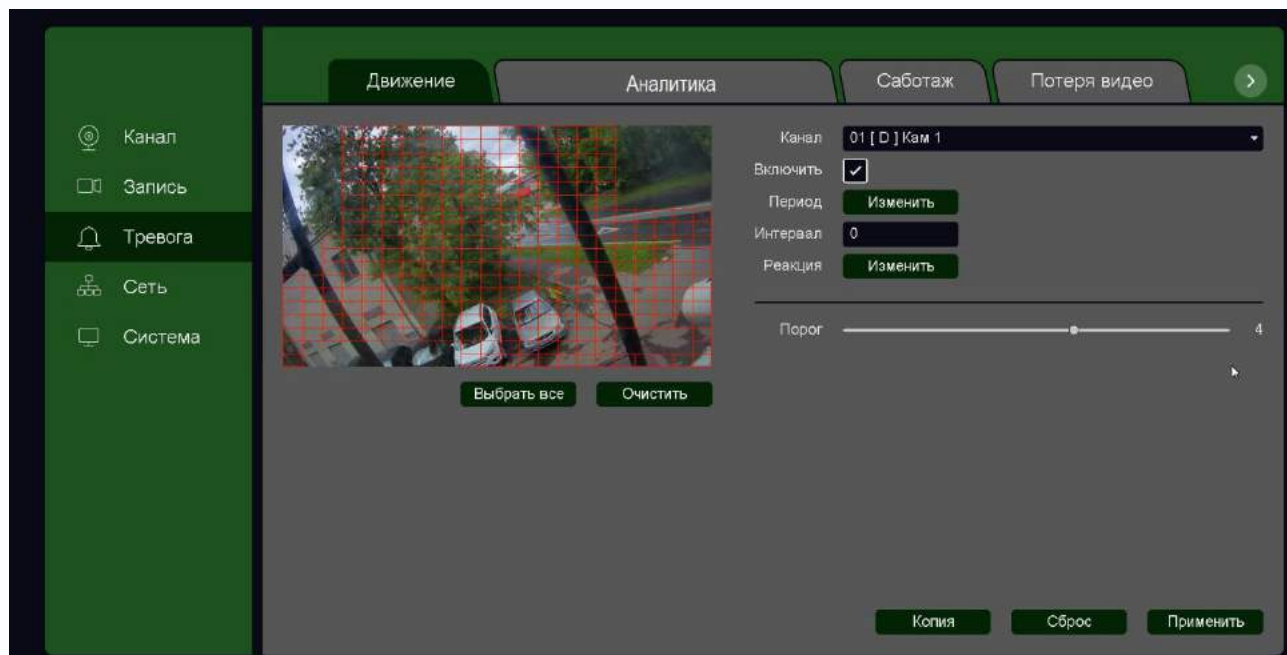 Движение
Аналитика
Саботаж
Потеря видео
Канал
Запись
Тревога
Сеть
Система
Выбрать все
Очистить
Канал 01 [ D ] Кам 1
Включить
Период Изменить
Интервал 0
Реакция Изменить
Порог 4
Копия
Сброс
Применить